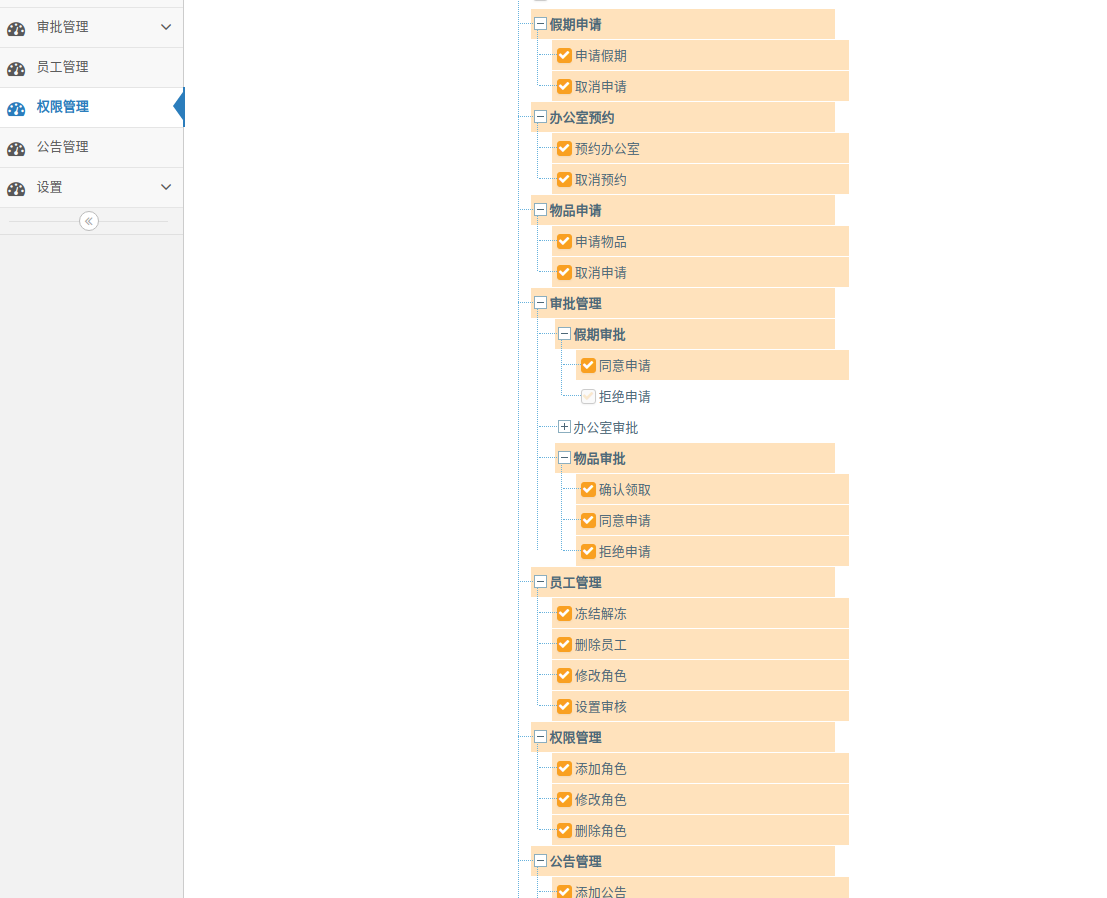 审批管理
员工管理
权限管理
公告管理
设置
假期申请
申请假期
取消申请
办公室预约
预约办公室
取消预约
物品申请
申请物品
取消申请
审批管理
假期审批
同意申请
拒绝申请
办公室审批
物品审批
确认领取
同意申请
拒绝申请
员工管理
冻结解冻
删除员工
修改角色
设置审核
权限管理
添加角色
修改角色
删除角色
公告管理
添加公告